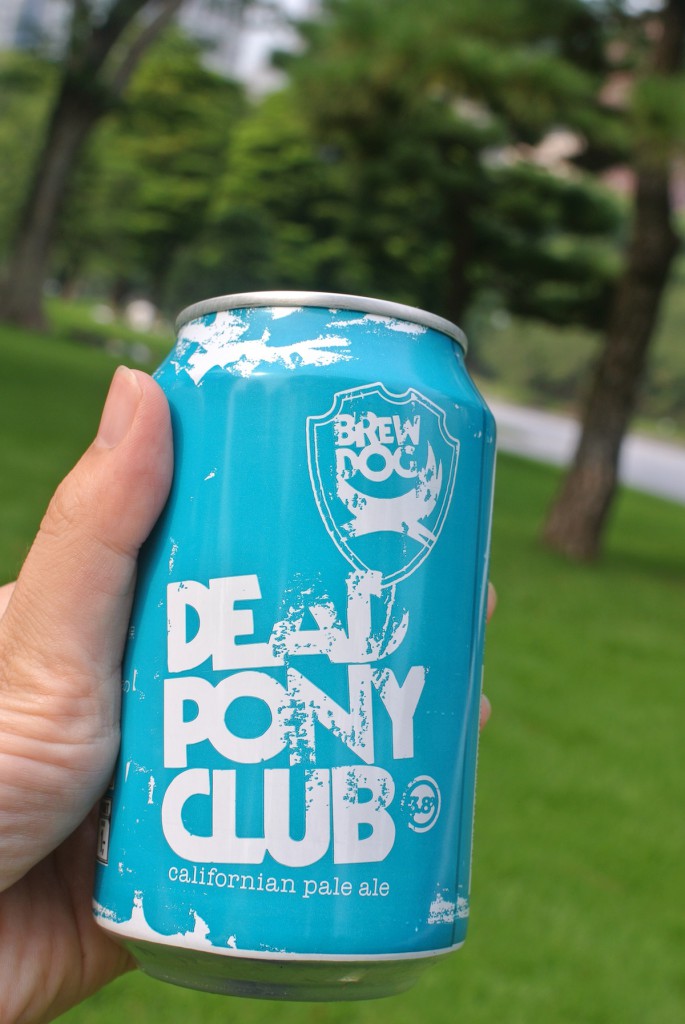 BREW
DOG
DEAD
PONY
CLUB
3.8
californian pale ale